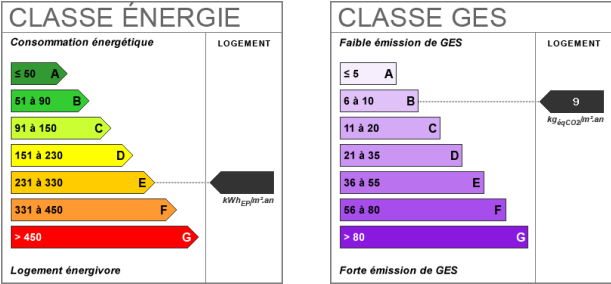 CLASSE ÉNERGIE
Consommation énergétique
LOGEMENT
≤ 50 A
51 à 90 B
91 à 150 C
151 à 230 D
231 à 330 E
kWhEP/m².an
331 à 450 F
> 450 G
Logement énergivore
CLASSE GES
Faible émission de GES
LOGEMENT
≤ 5 A
6 à 10 B
9
kgéqCO2/m².an
11 à 20 C
21 à 35 D
36 à 55 E
56 à 80 F
> 80 G
Forte émission de GES